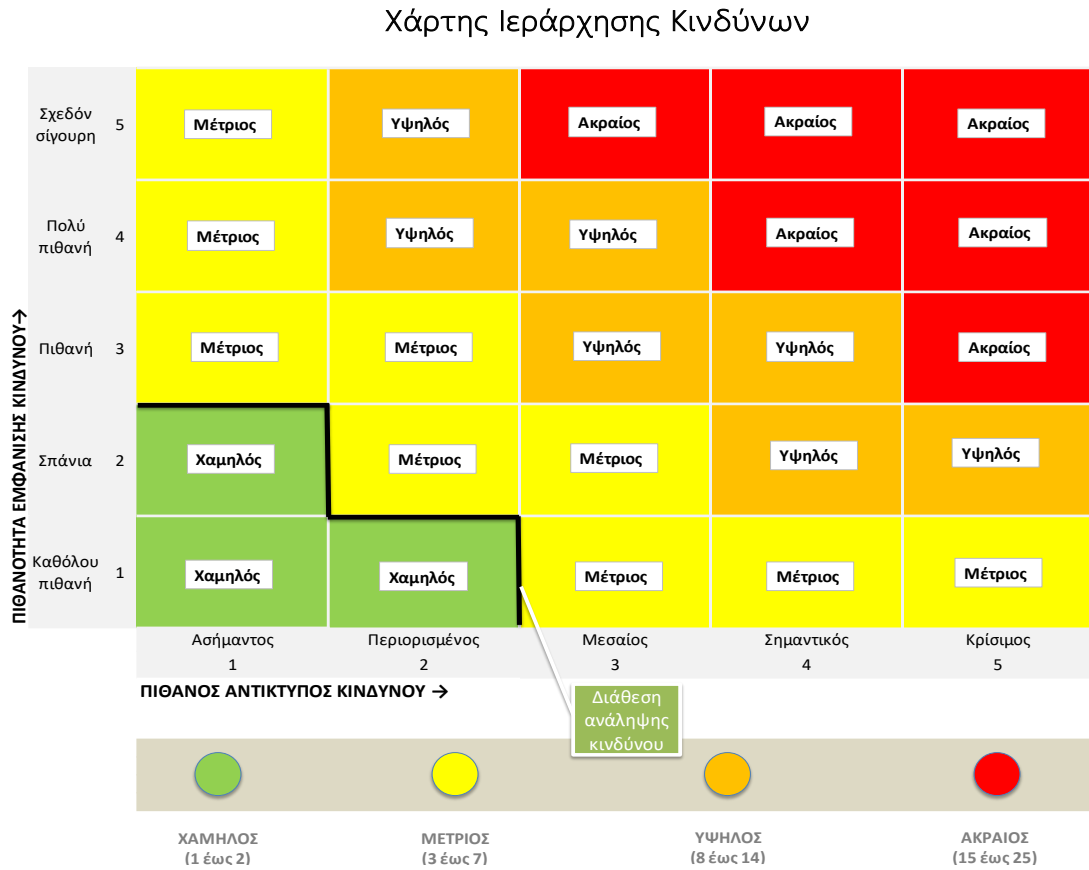 Χάρτης Ιεράρχησης Κινδύνων
Σχεδόν
σίγουρη
5
Μέτριος
Υψηλός
Ακραίος
Ακραίος
Ακραίος
Πολύ
πιθανή
4
Μέτριος
Υψηλός
Υψηλός
Ακραίος
Ακραίος
Πιθανή
3
Μέτριος
Μέτριος
Υψηλός
Υψηλός
Ακραίος
Σπάνια
2
Χαμηλός
Μέτριος
Μέτριος
Υψηλός
Υψηλός
Καθόλου
πιθανή
1
Χαμηλός
Χαμηλός
Μέτριος
Μέτριος
Μέτριος
ΠΙΘΑΝΟΤΗΤΑ ΕΜΦΑΝΙΣΗΣ ΚΙΝΔΥΝΟΥ→
Ασήμαντος
1
Περιορισμένος
2
Μεσαίος
3
Σημαντικός
4
Κρίσιμος
5
ΠΙΘΑΝΟΣ ΑΝΤΙΚΤΥΠΟΣ ΚΙΝΔΥΝΟΥ →
Διάθεση
ανάληψης
κινδύνου
ΧΑΜΗΛΟΣ
(1 έως 2)
ΜΕΤΡΙΟΣ
(3 έως 7)
ΥΨΗΛΟΣ
(8 έως 14)
ΑΚΡΑΙΟΣ
(15 έως 25)